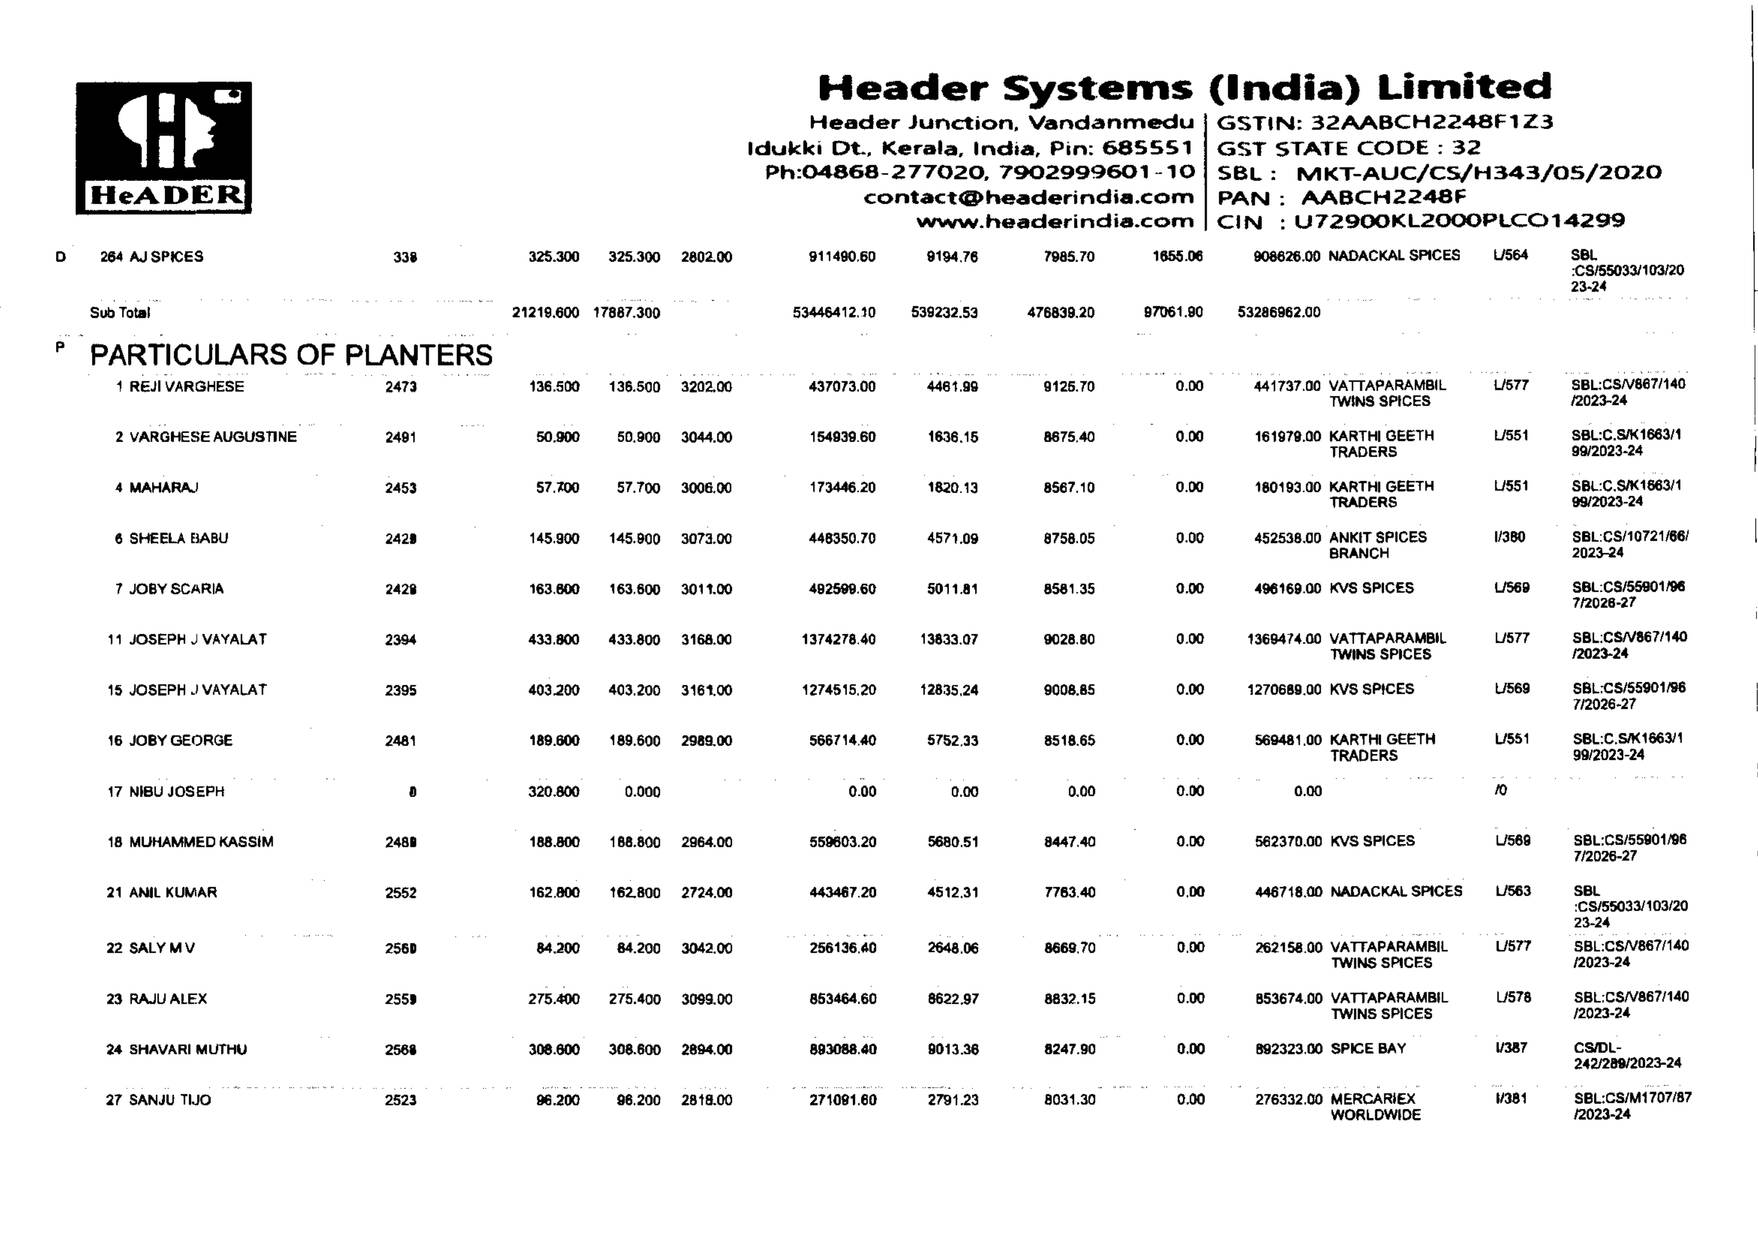 HeADER
Header Systems (India) Limited
Header Junction, Vandanmedu
Idukki Dt., Kerala, India, Pin: 685551
Ph:04868-277020, 7902999601-10
contact@headerindia.com
www.headerindia.com
GSTIN: 32AABCH2248F1Z3
GST STATE CODE : 32
SBL : MKT-AUC/CS/H343/05/2020
PAN : AABCH2248F
CIN : U72900KL2000PLCO14299
D 264 AJ SPICES 338 325.300 325.300 2802.00 911490.60 9194.76 7985.70 1655.06 908626.00 NADACKAL SPICES L/564 SBL
:CS/55033/103/20
23-24
Sub Total 21219.600 17887.300 53446412.10 539232.53 476839.20 97061.90 53286962.00
P PARTICULARS OF PLANTERS
1 REJI VARGHESE 2473 136.500 136.500 3202.00 437073.00 4461.99 9125.70 0.00 441737.00 VATTAPARAMBIL L/577 SBL:CS/V867/140
TWINS SPICES /2023-24
2 VARGHESE AUGUSTINE 2491 50.900 50.900 3044.00 154939.60 1636.15 8675.40 0.00 161979.00 KARTHI GEETH L/551 SBL:C.S/K1663/1
TRADERS 99/2023-24
4 MAHARAJ 2453 57.700 57.700 3006.00 173446.20 1820.13 8567.10 0.00 180193.00 KARTHI GEETH L/551 SBL:C.S/K1663/1
TRADERS 99/2023-24
6 SHEELA BABU 2428 145.900 145.900 3073.00 448350.70 4571.09 8758.05 0.00 452538.00 ANKIT SPICES I/380 SBL:CS/10721/66/
BRANCH 2023-24
7 JOBY SCARIA 2429 163.600 163.600 3011.00 492599.60 5011.81 8581.35 0.00 496169.00 KVS SPICES L/569 SBL:CS/55901/96
7/2026-27
11 JOSEPH J VAYALAT 2394 433.800 433.800 3168.00 1374278.40 13833.07 9028.80 0.00 1369474.00 VATTAPARAMBIL L/577 SBL:CS/V867/140
TWINS SPICES /2023-24
15 JOSEPH J VAYALAT 2395 403.200 403.200 3161.00 1274515.20 12835.24 9008.85 0.00 1270689.00 KVS SPICES L/569 SBL:CS/55901/96
7/2026-27
16 JOBY GEORGE 2481 189.600 189.600 2989.00 566714.40 5752.33 8518.65 0.00 569481.00 KARTHI GEETH L/551 SBL:C.S/K1663/1
TRADERS 99/2023-24
17 NIBU JOSEPH 0 320.800 0.000 0.00 0.00 0.00 0.00 0.00 /0
18 MUHAMMED KASSIM 188.800 188.800 2964.00 559603.20 5680.51 8447.40 0.00 562370.00 KVS SPICES L/569 SBL:CS/55901/96
7/2026-27
21 ANIL KUMAR 2552 162.800 162.800 2724.00 443467.20 4512.31 7763.40 0.00 446718.00 NADACKAL SPICES L/563 SBL
:CS/55033/103/20
23-24
22 SALY M V 2560 84.200 84.200 3042.00 256136.40 2648.06 8669.70 0.00 262158.00 VATTAPARAMBIL L/577 SBL:CS/V867/140
TWINS SPICES /2023-24
23 RAJU ALEX 2559 275.400 275.400 3099.00 853464.60 8622.97 8832.15 0.00 853674.00 VATTAPARAMBIL L/578 SBL:CS/V867/140
TWINS SPICES /2023-24
24 SHAVARI MUTHU 2568 308.600 308.600 2894.00 893088.40 9013.36 8247.90 0.00 892323.00 SPICE BAY I/387 CS/DL-
242/289/2023-24
27 SANJU TIJO 2523 96.200 96.200 2818.00 271091.60 2791.23 8031.30 0.00 276332.00 MERCARIEX I/381 SBL:CS/M1707/87
WORLDWIDE /2023-24